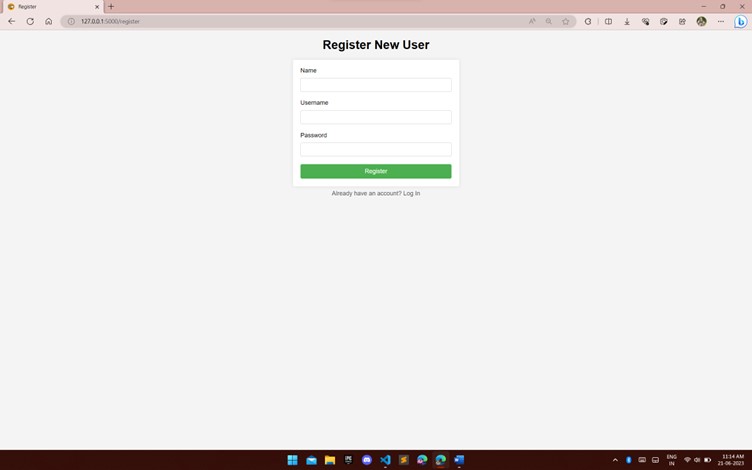 Register
127.0.0.1:5000/register
Register New User
Name
Username
Password
Register
Already have an account? Log In
ENG
IN
11:14 AM
21-06-2023